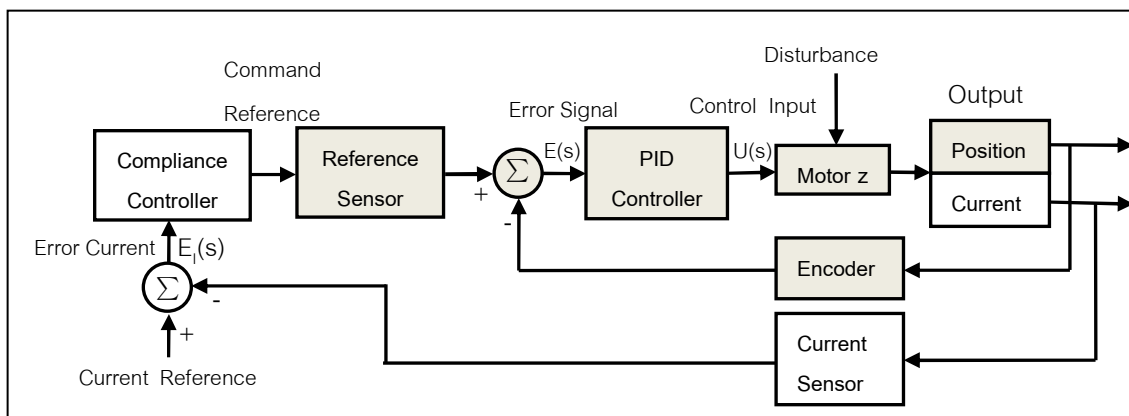 Command
Reference
Disturbance
Error Signal
Control Input
Output
Compliance
Controller
Reference
Sensor
+
Σ
-
E(s)
PID
Controller
U(s)
Motor z
Position
Current
Error Current
E_I(s)
Encoder
Σ
-
+
Current Reference
Current
Sensor